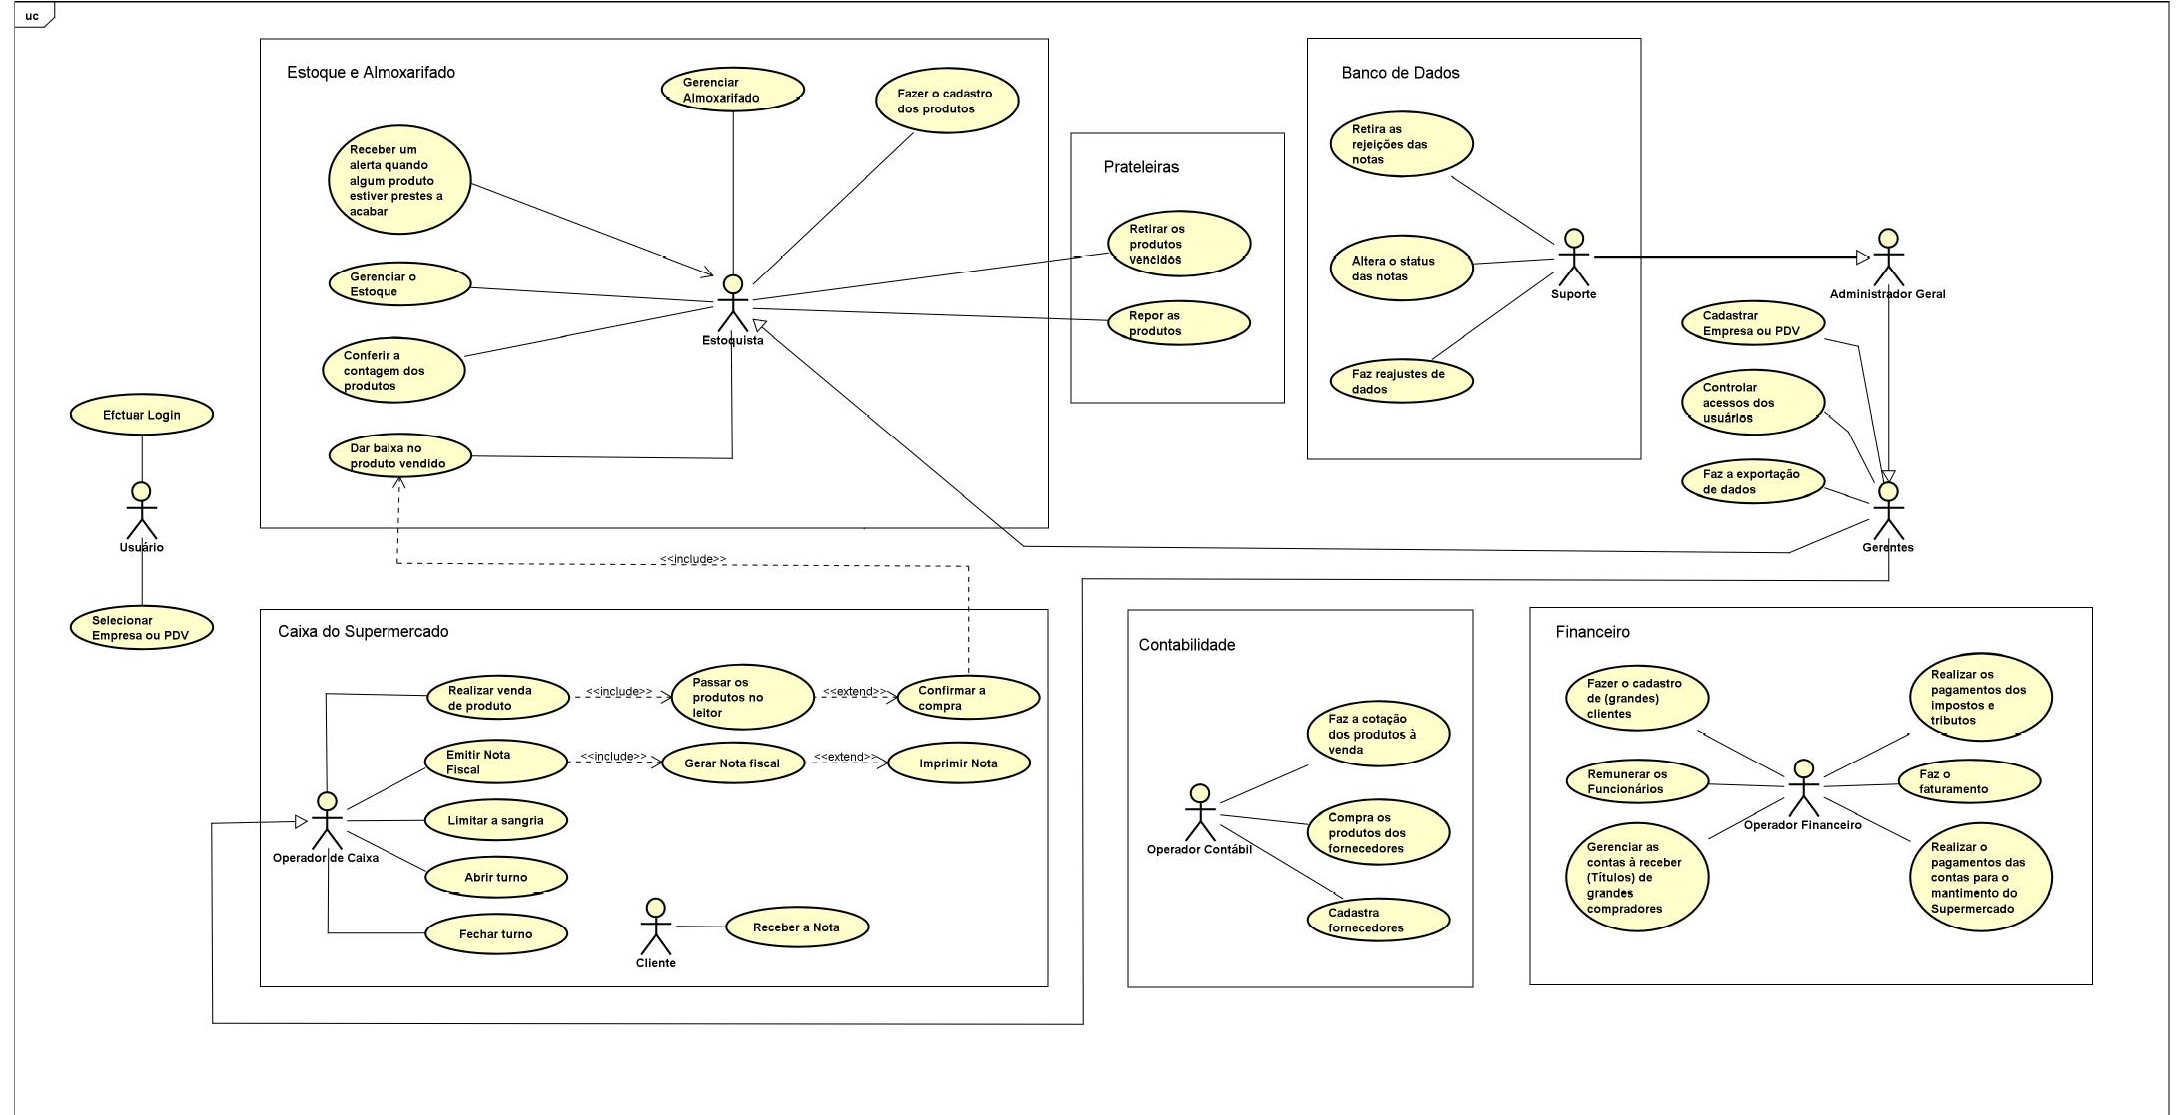 uc
Estoque e Almoxarifado
Gerenciar
Almoxarifado
Fazer o cadastro
dos produtos
Receber um
alerta quando
algum produto
estiver prestes a
acabar
Gerenciar o
Estoque
Conferir a
contagem dos
produtos
Dar baixa no
produto vendido
Estoquista
Prateleiras
Retirar os
produtos
vencidos
Repor as
produtos
Banco de Dados
Retira as
rejeições das
notas
Altera o status
das notas
Faz reajustes de
dados
Suporte
Administrador Geral
Cadastrar
Empresa ou PDV
Controlar
acessos dos
usuários
Faz a exportação
de dados
Gerentes
Efctuar Login
Usuário
Selecionar
Empresa ou PDV
<<include>>
Caixa do Supermercado
Realizar venda
de produto
<<include>>
Passar os
produtos no
leitor
<<extend>>
Confirmar a
compra
Emitir Nota
Fiscal
<<include>>
Gerar Nota fiscal
<<extend>>
Imprimir Nota
Limitar a sangria
Operador de Caixa
Abrir turno
Fechar turno
Cliente
Receber a Nota
Contabilidade
Faz a cotação
dos produtos à
venda
Compra os
produtos dos
fornecedores
Operador Contábil
Cadastra
fornecedores
Financeiro
Fazer o cadastro
de (grandes)
clientes
Realizar os
pagamentos dos
impostos e
tributos
Remunerar os
Funcionários
Faz o
faturamento
Operador Financeiro
Gerenciar as
contas à receber
(Títulos) de
grandes
compradores
Realizar o
pagamentos das
contas para o
mantimento do
Supermercado